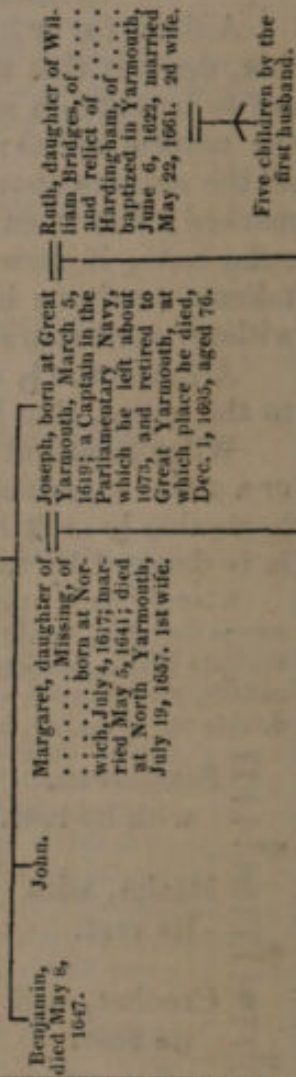 Benjamin,
died May 8,
1647.
John.
Margaret, daughter of
....... Missing, of
...... born at Nor-
wich, July 4, 1617; mar-
ried May 5, 1641; died
at North Yarmouth,
July 19, 1657. 1st wife.
Joseph, born at Great
Yarmouth, March 5,
1619; a Captain in the
Parliamentary Navy,
which he left about
1673, and retired to
Great Yarmouth, at
which place he died,
Dec. 1, 1695, aged 76.
Ruth, daughter of Wil-
liam Bridges, of......
and relict of ......
Hardingham, of......
baptized in Yarmouth,
June 6, 1622, married
May 22, 1661. 2d wife.
Five children by the
first husband.